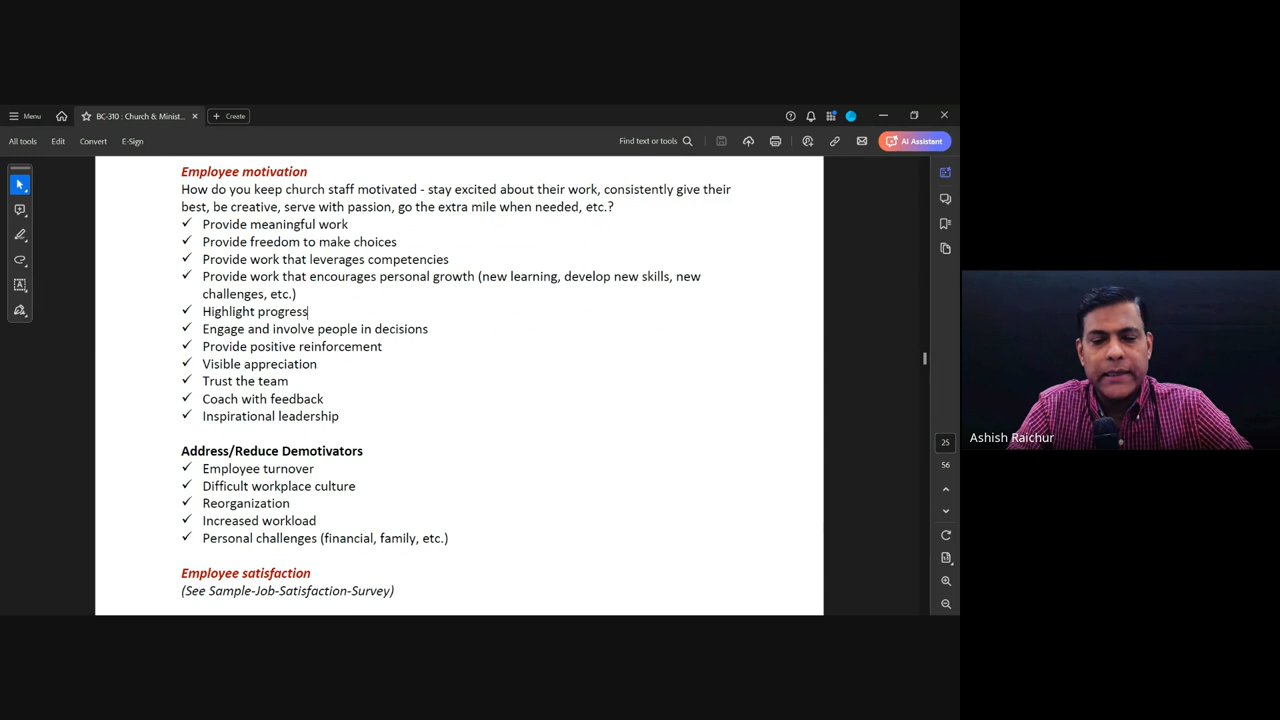 Menu
BC-310 : Church & Minist...
Create
All tools
Edit
Convert
E-Sign
Find text or tools
AI Assistant
Employee motivation
How do you keep church staff motivated - stay excited about their work, consistently give their
best, be creative, serve with passion, go the extra mile when needed, etc.?
✓ Provide meaningful work
✓ Provide freedom to make choices
✓ Provide work that leverages competencies
✓ Provide work that encourages personal growth (new learning, develop new skills, new
challenges, etc.)
✓ Highlight progress
✓ Engage and involve people in decisions
✓ Provide positive reinforcement
✓ Visible appreciation
✓ Trust the team
✓ Coach with feedback
✓ Inspirational leadership
Address/Reduce Demotivators
✓ Employee turnover
✓ Difficult workplace culture
✓ Reorganization
✓ Increased workload
✓ Personal challenges (financial, family, etc.)
Employee satisfaction
(See Sample-Job-Satisfaction-Survey)
25
56
Ashish Raichur